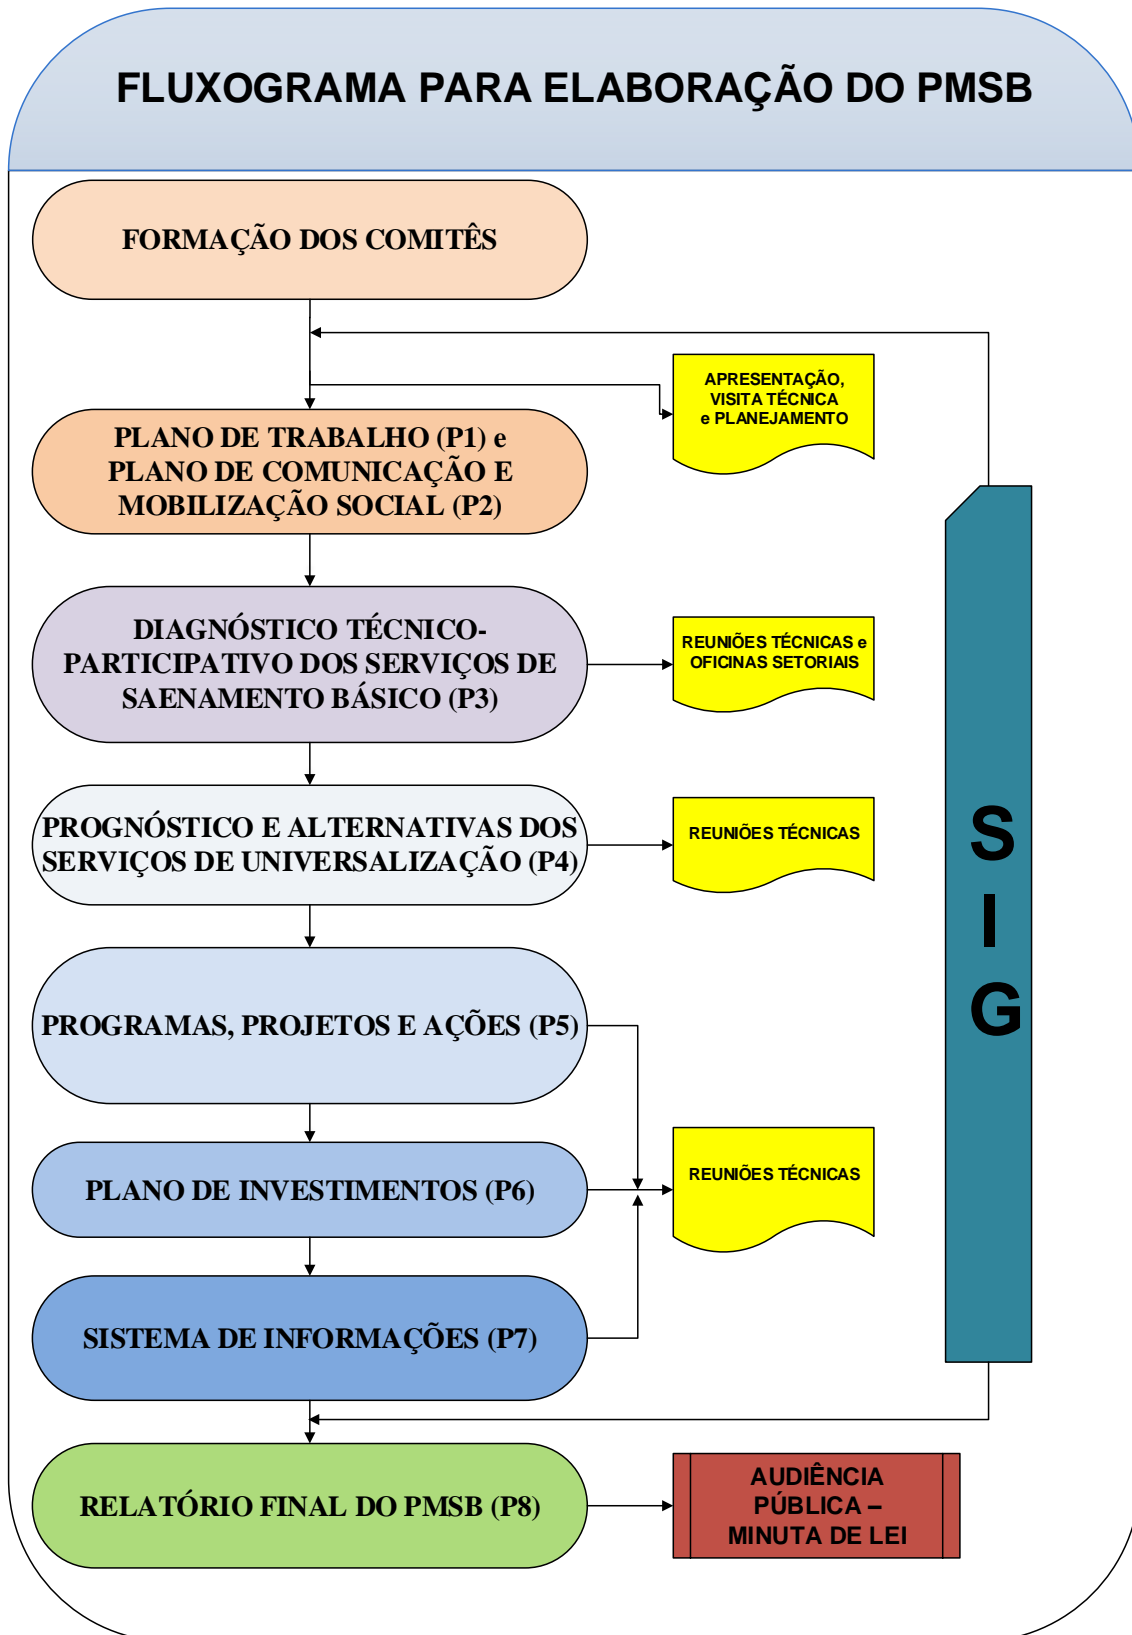 FLUXOGRAMA PARA ELABORAÇÃO DO PMSB
FORMAÇÃO DOS COMITÊS
APRESENTAÇÃO,
VISITA TÉCNICA
e PLANEJAMENTO
PLANO DE TRABALHO (P1) e
PLANO DE COMUNICAÇÃO E
MOBILIZAÇÃO SOCIAL (P2)
DIAGNÓSTICO TÉCNICO-
PARTICIPATIVO DOS SERVIÇOS DE
SAENAMENTO BÁSICO (P3)
REUNIÕES TÉCNICAS e
OFICINAS SETORIAIS
PROGNÓSTICO E ALTERNATIVAS DOS
SERVIÇOS DE UNIVERSALIZAÇÃO (P4)
REUNIÕES TÉCNICAS
S
I
G
PROGRAMAS, PROJETOS E AÇÕES (P5)
PLANO DE INVESTIMENTOS (P6)
REUNIÕES TÉCNICAS
SISTEMA DE INFORMAÇÕES (P7)
RELATÓRIO FINAL DO PMSB (P8)
AUDIÊNCIA
PÚBLICA –
MINUTA DE LEI